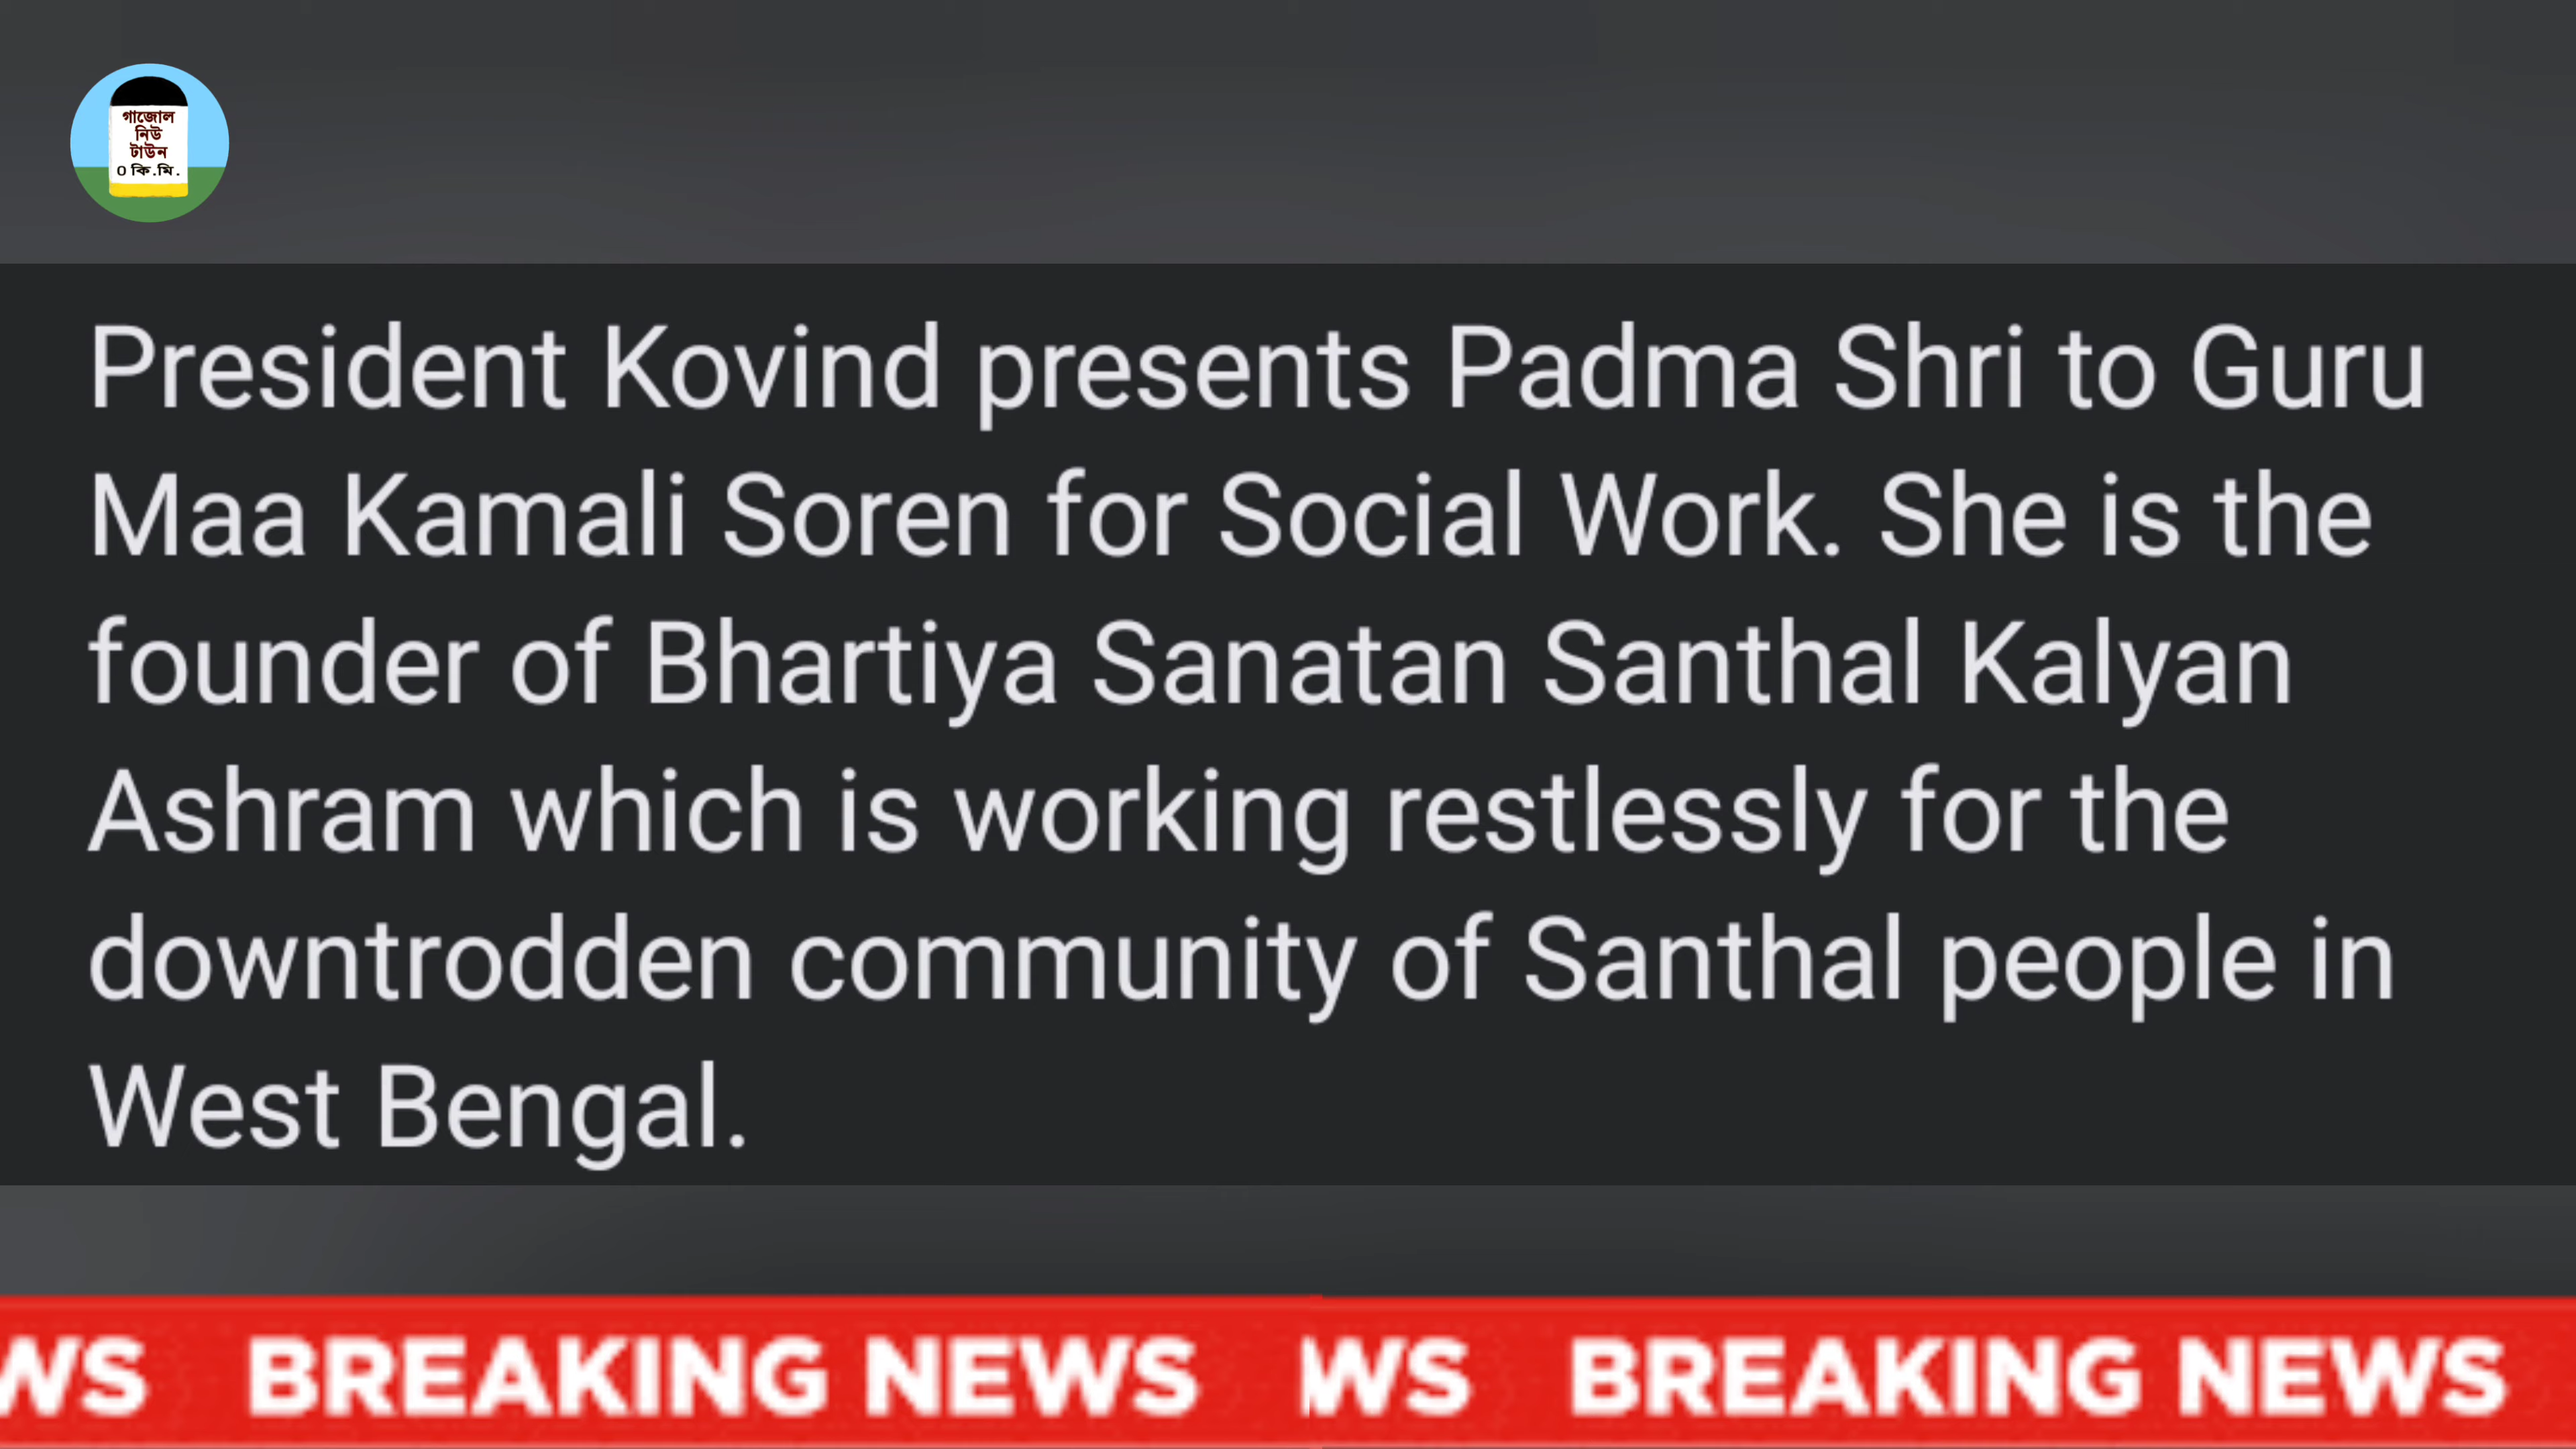 গাজোল
নিউ
টাউন
0 কি.মি.
President Kovind presents Padma Shri to Guru
Maa Kamali Soren for Social Work. She is the
founder of Bhartiya Sanatan Santhal Kalyan
Ashram which is working restlessly for the
downtrodden community of Santhal people in
West Bengal.
WS BREAKING NEWS WS BREAKING NEWS